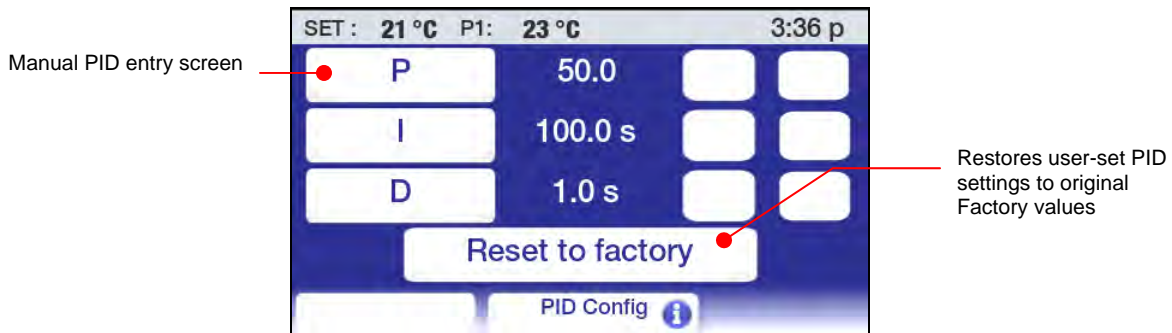 SET : 21 °C P1: 23 °C 3:36 p
Manual PID entry screen
P 50.0
I 100.0 s
D 1.0 s
Restores user-set PID
settings to original
Factory values
Reset to factory
PID Config i